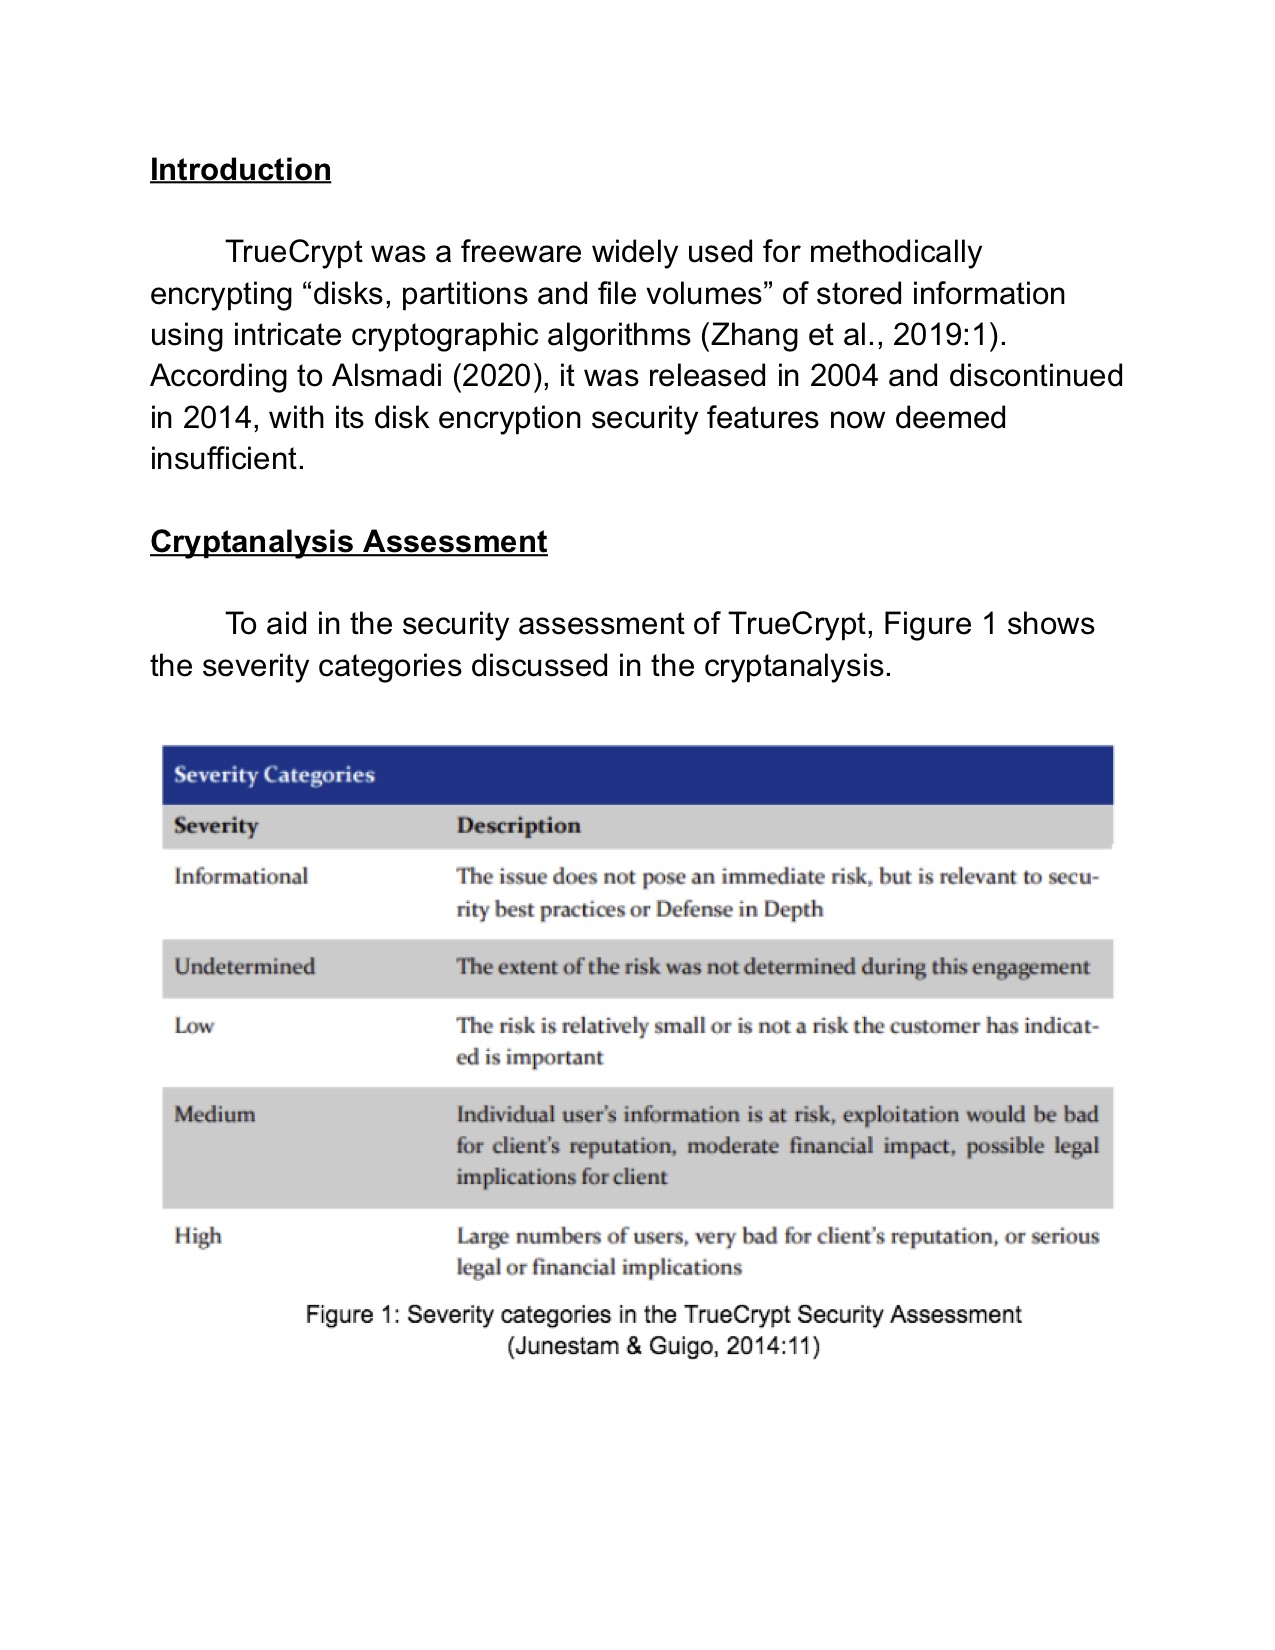 Introduction
TrueCrypt was a freeware widely used for methodically
encrypting “disks, partitions and file volumes” of stored information
using intricate cryptographic algorithms (Zhang et al., 2019:1).
According to Alsmadi (2020), it was released in 2004 and discontinued
in 2014, with its disk encryption security features now deemed
insufficient.
Cryptanalysis Assessment
To aid in the security assessment of TrueCrypt, Figure 1 shows
the severity categories discussed in the cryptanalysis.
Severity Categories
Severity Description
Informational The issue does not pose an immediate risk, but is relevant to secu-
rity best practices or Defense in Depth
Undetermined The extent of the risk was not determined during this engagement
Low The risk is relatively small or is not a risk the customer has indicat-
ed is important
Medium Individual user’s information is at risk, exploitation would be bad
for client’s reputation, moderate financial impact, possible legal
implications for client
High Large numbers of users, very bad for client’s reputation, or serious
legal or financial implications
Figure 1: Severity categories in the TrueCrypt Security Assessment
(Junestam & Guigo, 2014:11)